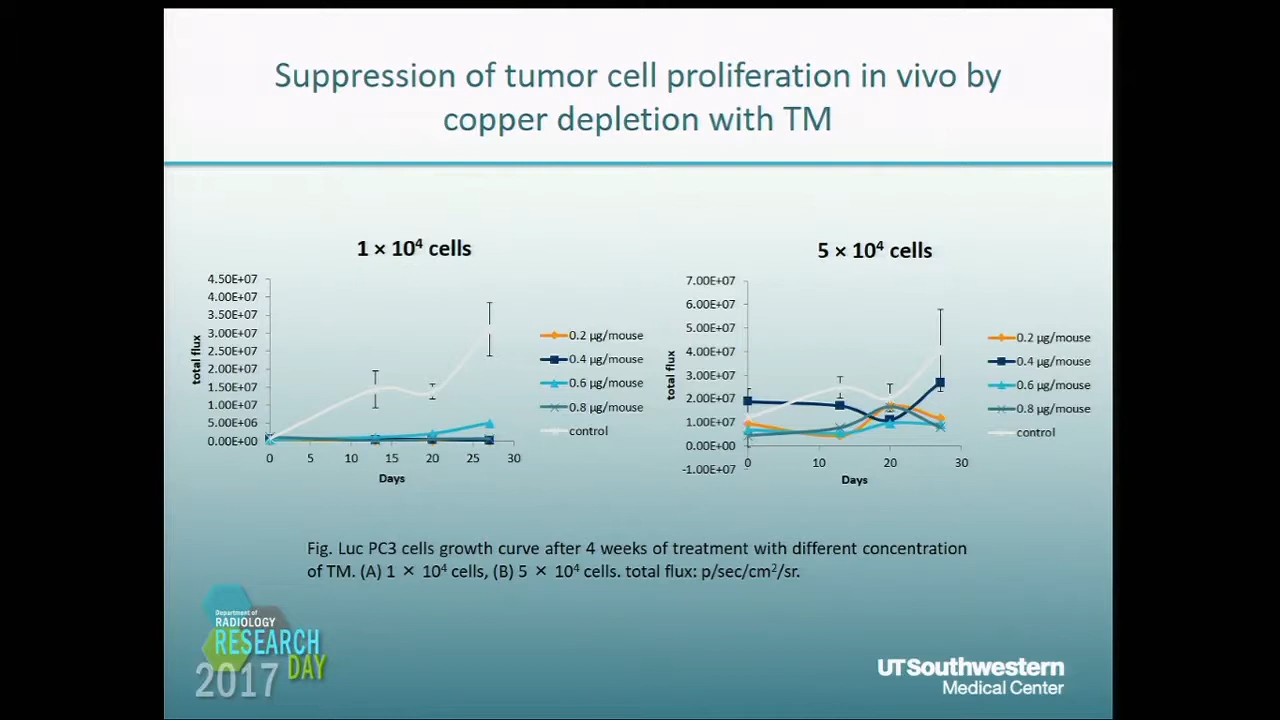 Suppression of tumor cell proliferation in vivo by
copper depletion with TM
1 × 10⁴ cells
4.50E+07
4.00E+07
3.50E+07
3.00E+07
2.50E+07
2.00E+07
1.50E+07
1.00E+07
5.00E+06
0.00E+00
total flux
0 5 10 15 20 25 30
Days
0.2 µg/mouse
0.4 µg/mouse
0.6 µg/mouse
0.8 µg/mouse
control
5 × 10⁴ cells
7.00E+07
6.00E+07
5.00E+07
4.00E+07
3.00E+07
2.00E+07
1.00E+07
0.00E+00
-1.00E+07
total flux
0 10 20 30
Days
0.2 µg/mouse
0.4 µg/mouse
0.6 µg/mouse
0.8 µg/mouse
control
Fig. Luc PC3 cells growth curve after 4 weeks of treatment with different concentration
of TM. (A) 1 × 10⁴ cells, (B) 5 × 10⁴ cells. total flux: p/sec/cm²/sr.
Department of
RADIOLOGY
RESEARCH
DAY
2017
UTSouthwestern
Medical Center